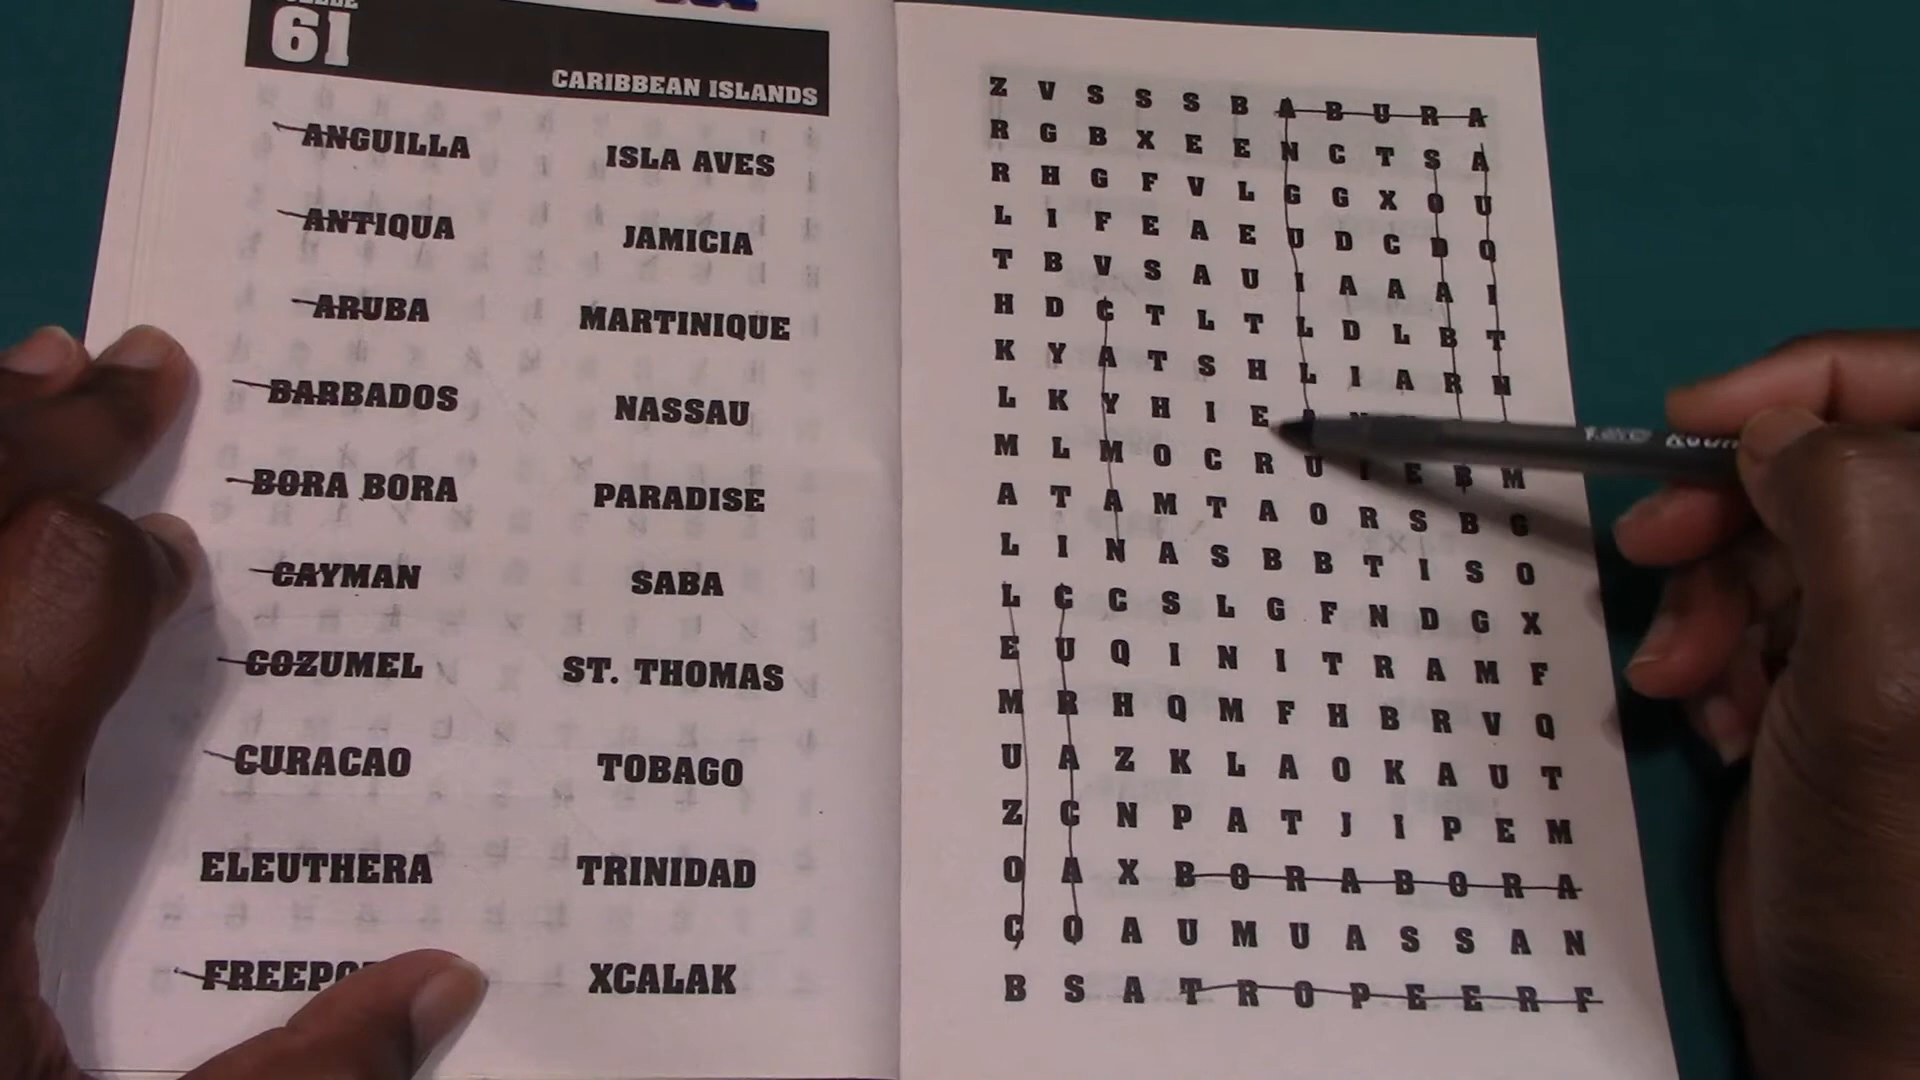 61
CARIBBEAN ISLANDS
ANGUILLA ISLA AVES
ANTIQUA JAMICIA
ARUBA MARTINIQUE
BARBADOS NASSAU
BORA BORA PARADISE
CAYMAN SABA
COZUMEL ST. THOMAS
CURACAO TOBAGO
ELEUTHERA TRINIDAD
XCALAK
Z V S S S B A B U R A
R G B X E E N C T S A
R H G F V L G G X O U
L I F E A E U D C D Q
T B V S A U I A A A I
H D C T L T L D L B T
K Y A T S H L I A R N
L K Y H I E
M L M O C R U I E B M
A T A M T A O R S B G
L I N A S B B T I S O
L C C S L G F N D G X
E U Q I N I T R A M F
M R H Q M F H B R V Q
U A Z K L A O K A U T
Z C N P A T J I P E M
O A X B O R A B O R A
C O A U M U A S S A N
B S A T R O P E E R F